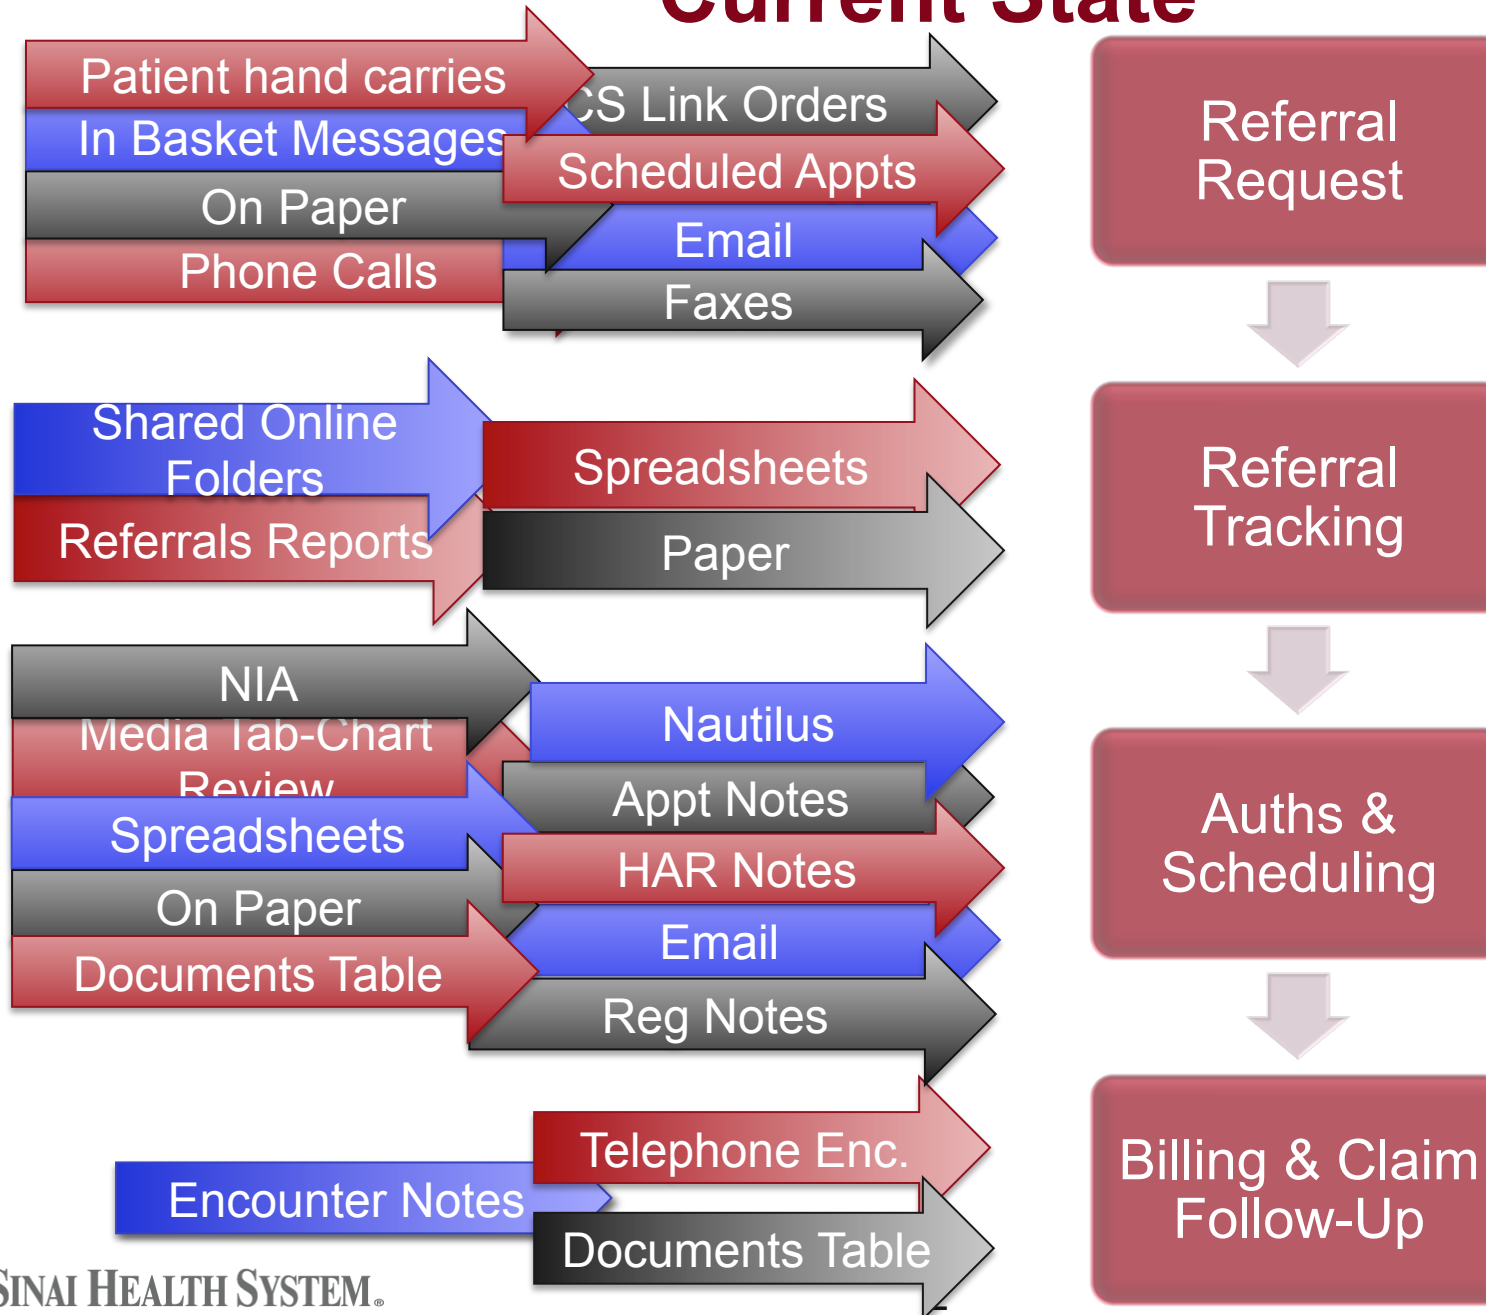 Current State
Patient hand carries
In Basket Messages
On Paper
Phone Calls
CS Link Orders
Scheduled Appts
Email
Faxes
Referral
Request
Shared Online
Folders
Referrals Reports
Spreadsheets
Paper
Referral
Tracking
NIA
Media Tab-Chart
Review
Spreadsheets
On Paper
Documents Table
Nautilus
Appt Notes
HAR Notes
Email
Reg Notes
Auths &
Scheduling
Encounter Notes
Telephone Enc.
Documents Table
Billing & Claim
Follow-Up
SINAI HEALTH SYSTEM®